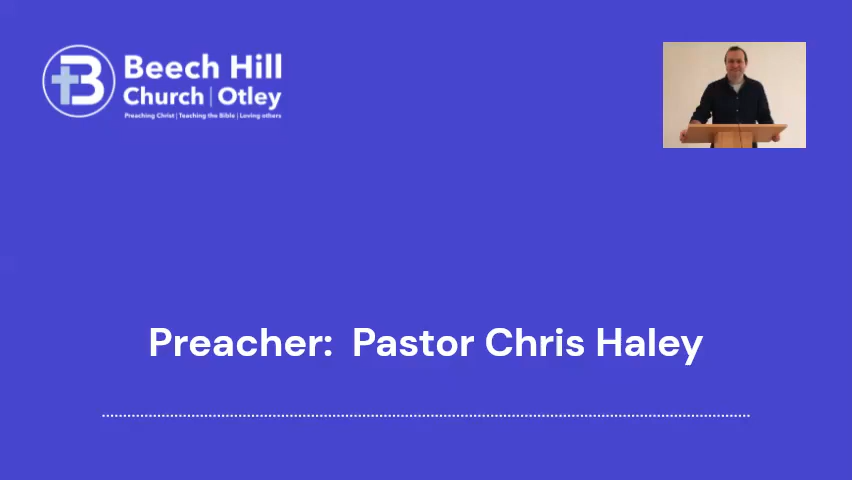 Beech Hill
Church | Otley
Preaching Christ | Teaching the Bible | Loving others
Preacher: Pastor Chris Haley